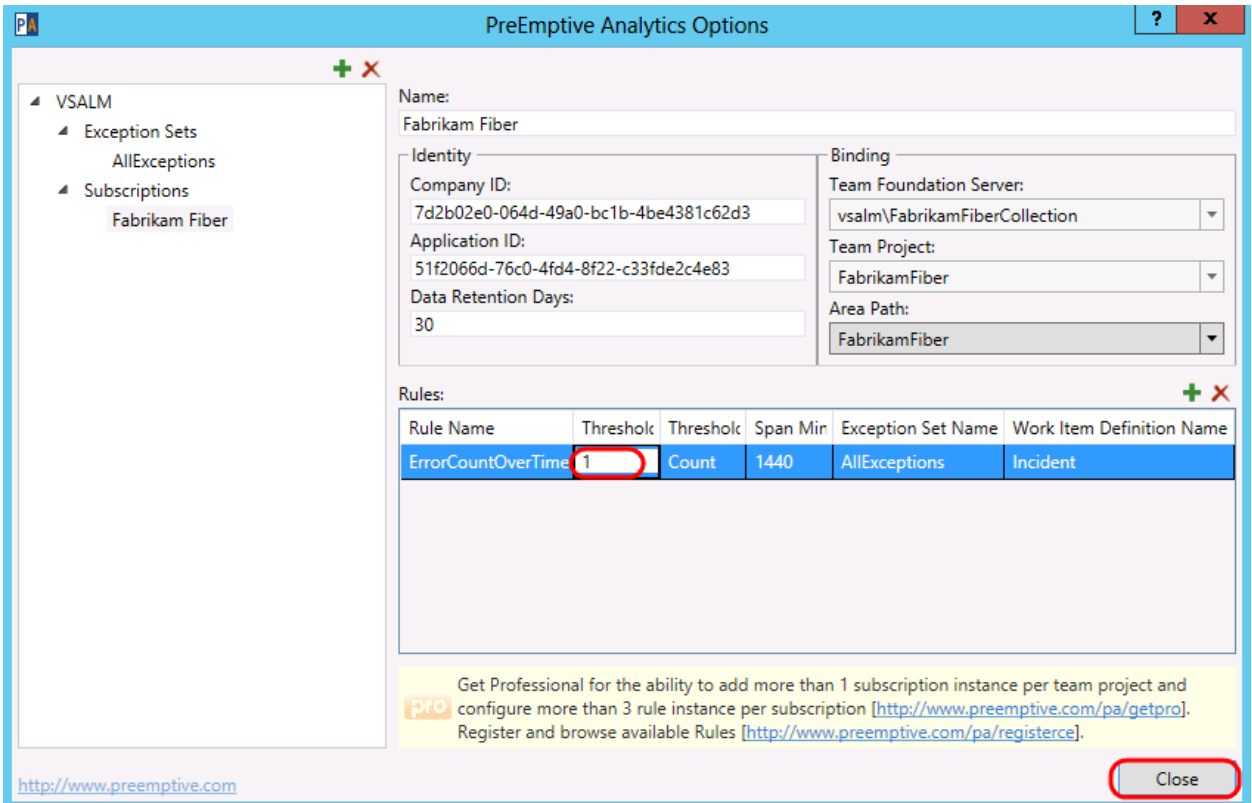 PA
PreEmptive Analytics Options
?
x
VSALM
Exception Sets
AllExceptions
Subscriptions
Fabrikam Fiber
Name:
Fabrikam Fiber
Identity
Company ID:
7d2b02e0-064d-49a0-bc1b-4be4381c62d3
Application ID:
51f2066d-76c0-4fd4-8f22-c33fde2c4e83
Data Retention Days:
30
Binding
Team Foundation Server:
vsalm\FabrikamFiberCollection
Team Project:
FabrikamFiber
Area Path:
FabrikamFiber
Rules:
Rule Name Threshold Threshold Span Min Exception Set Name Work Item Definition Name
ErrorCountOverTime 1 Count 1440 AllExceptions Incident
pro
Get Professional for the ability to add more than 1 subscription instance per team project and
configure more than 3 rule instance per subscription [http://www.preemptive.com/pa/getpro].
Register and browse available Rules [http://www.preemptive.com/pa/registerce].
http://www.preemptive.com
Close